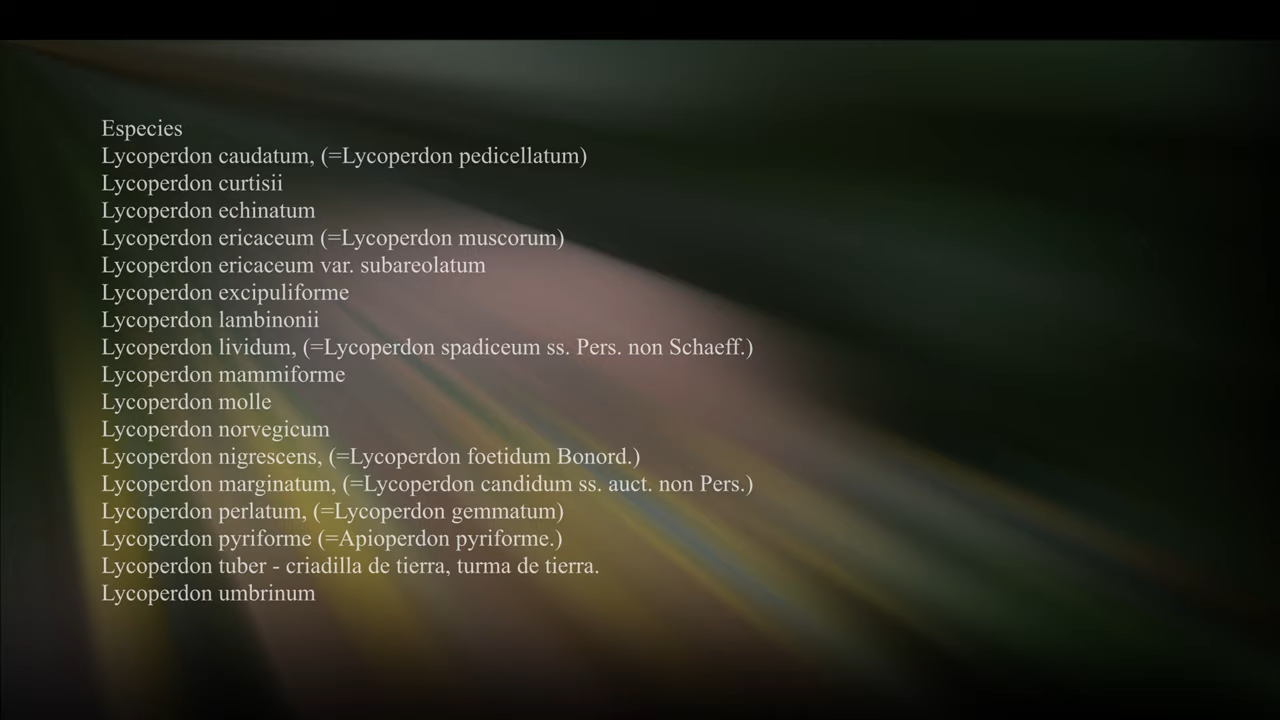 Especies
Lycoperdon caudatum, (=Lycoperdon pedicellatum)
Lycoperdon curtisii
Lycoperdon echinatum
Lycoperdon ericaceum (=Lycoperdon muscorum)
Lycoperdon ericaceum var. subareolatum
Lycoperdon excipuliforme
Lycoperdon lambinonii
Lycoperdon lividum, (=Lycoperdon spadiceum ss. Pers. non Schaeff.)
Lycoperdon mammiforme
Lycoperdon molle
Lycoperdon norvegicum
Lycoperdon nigrescens, (=Lycoperdon foetidum Bonord.)
Lycoperdon marginatum, (=Lycoperdon candidum ss. auct. non Pers.)
Lycoperdon perlatum, (=Lycoperdon gemmatum)
Lycoperdon pyriforme (=Apioperdon pyriforme.)
Lycoperdon tuber - criadilla de tierra, turma de tierra.
Lycoperdon umbrinum